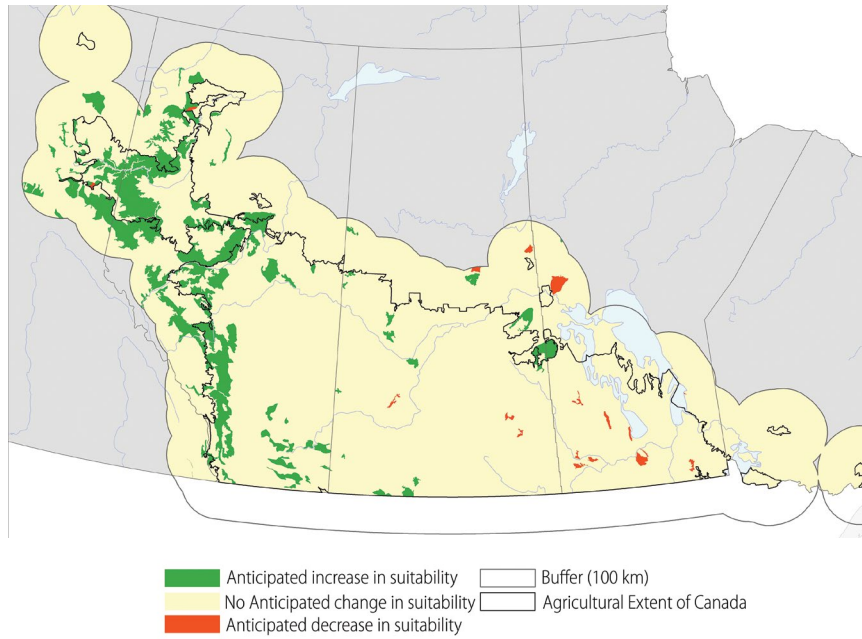 Anticipated increase in suitability
No Anticipated change in suitability
Anticipated decrease in suitability
Buffer (100 km)
Agricultural Extent of Canada